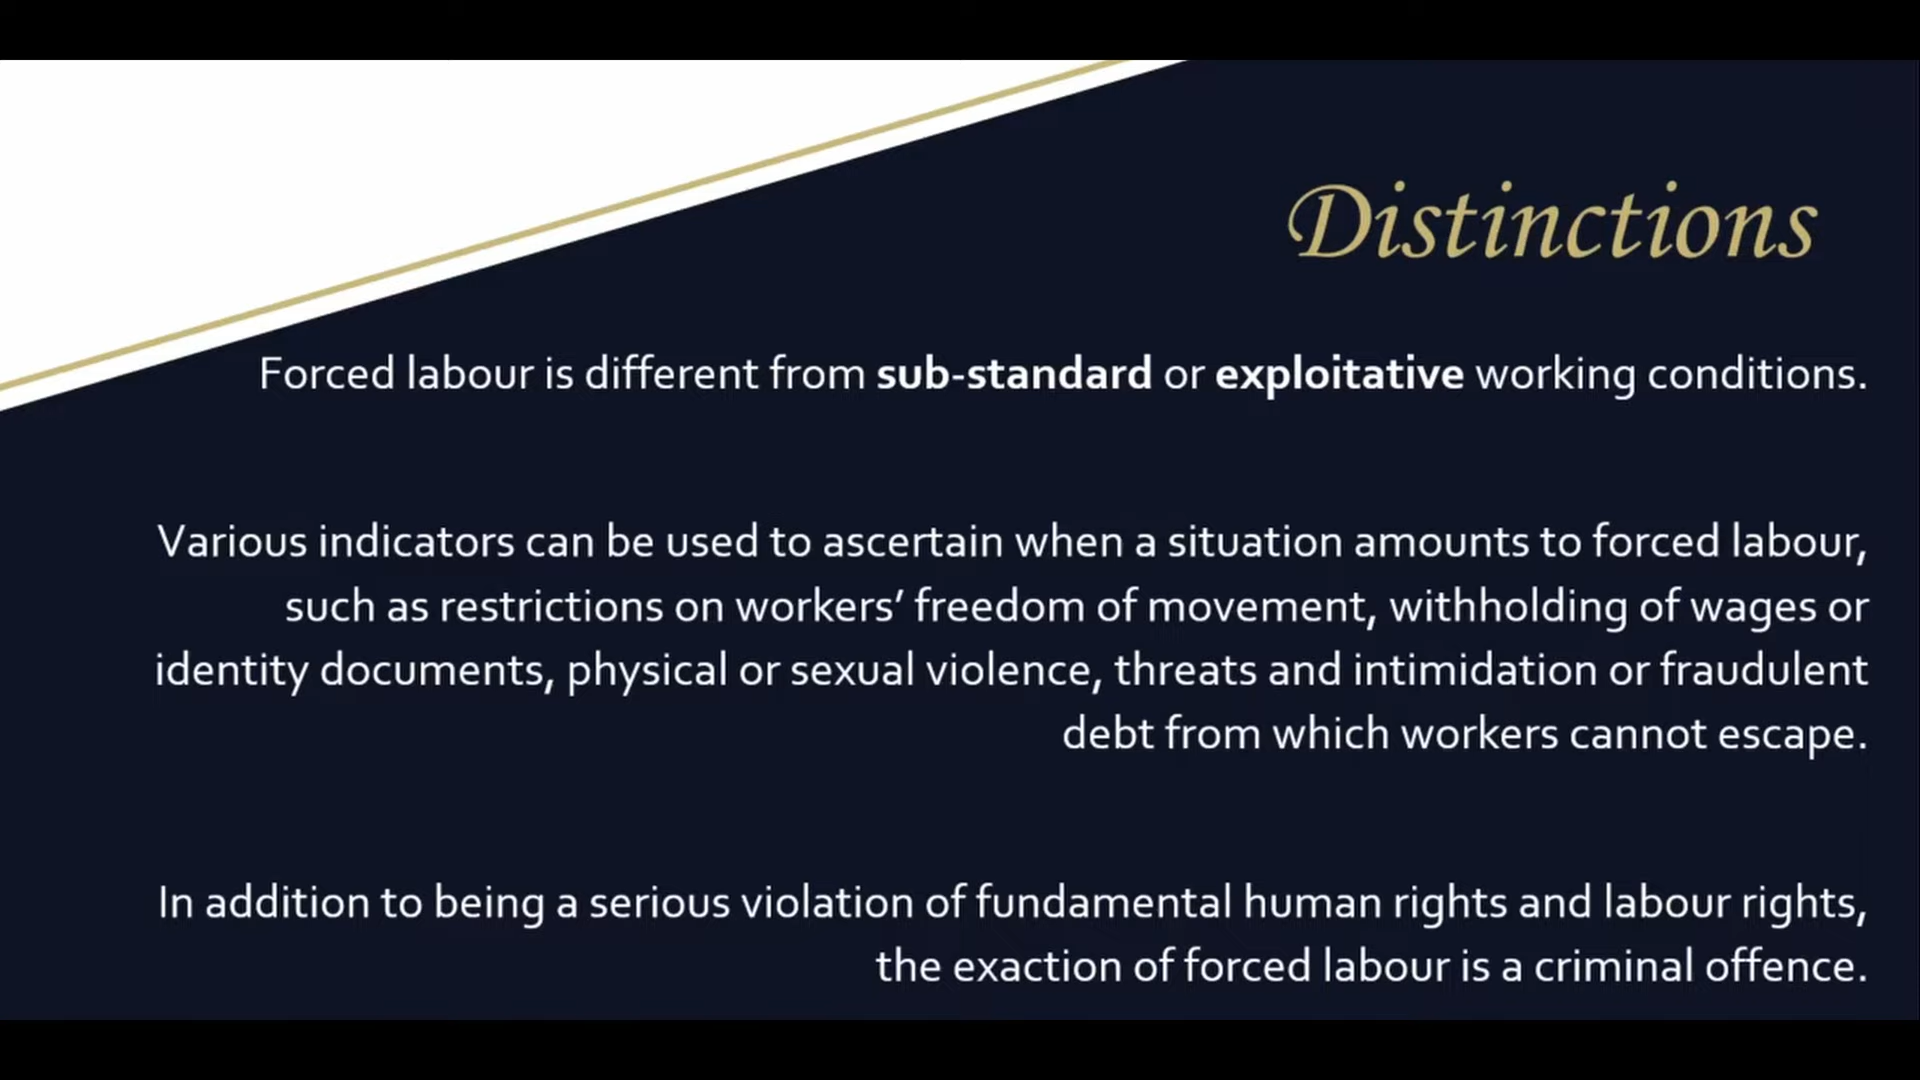 Distinctions
Forced labour is different from sub-standard or exploitative working conditions.
Various indicators can be used to ascertain when a situation amounts to forced labour,
such as restrictions on workers’ freedom of movement, withholding of wages or
identity documents, physical or sexual violence, threats and intimidation or fraudulent
debt from which workers cannot escape.
In addition to being a serious violation of fundamental human rights and labour rights,
the exaction of forced labour is a criminal offence.